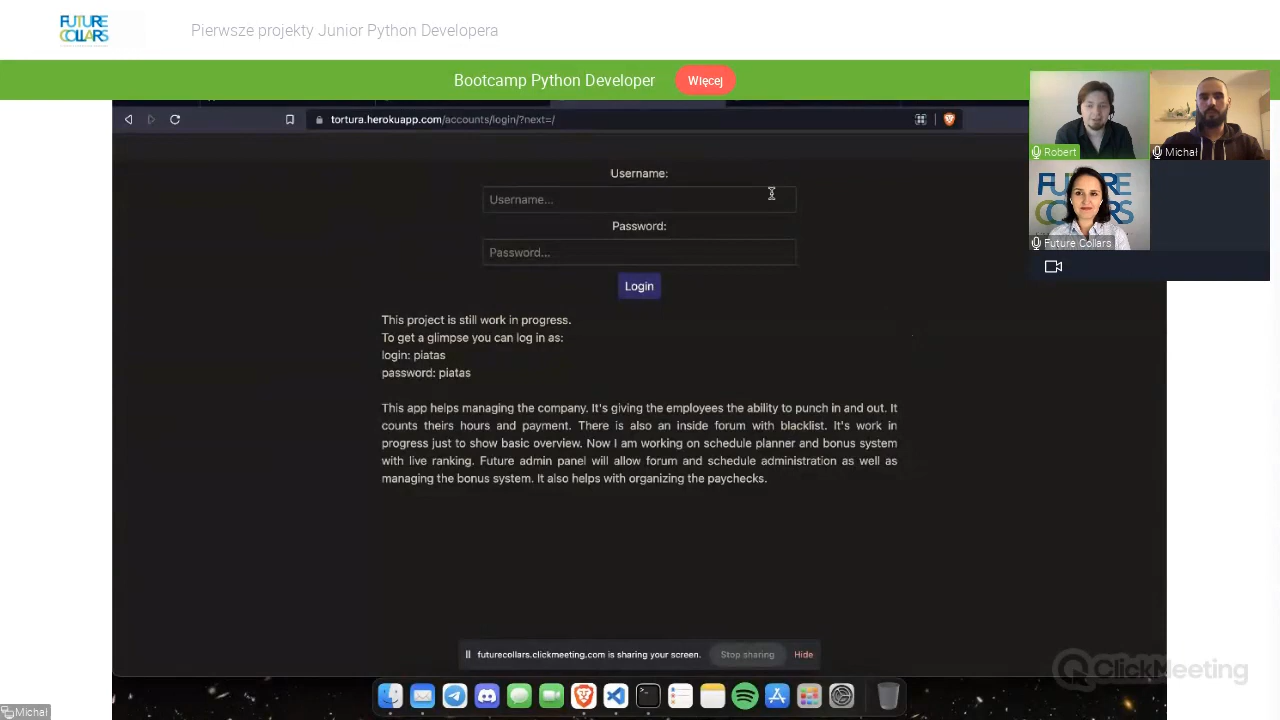 FUTURE
COLLARS
Pierwsze projekty Junior Python Developera
Bootcamp Python Developer
Więcej
tortura.herokuapp.com/accounts/login/?next=/
Robert
Michał
FUTURE
COLLARS
Future Collars
Username:
Username...
Password:
Password...
Login
This project is still work in progress.
To get a glimpse you can log in as:
login: piatas
password: piatas
This app helps managing the company. It's giving the employees the ability to punch in and out. It
counts theirs hours and payment. There is also an inside forum with blacklist. It's work in
progress just to show basic overview. Now I am working on schedule planner and bonus system
with live ranking. Future admin panel will allow forum and schedule administration as well as
managing the bonus system. It also helps with organizing the paychecks.
futurecollars.clickmeeting.com is sharing your screen.
Stop sharing
Hide
ClickMeeting
Michał